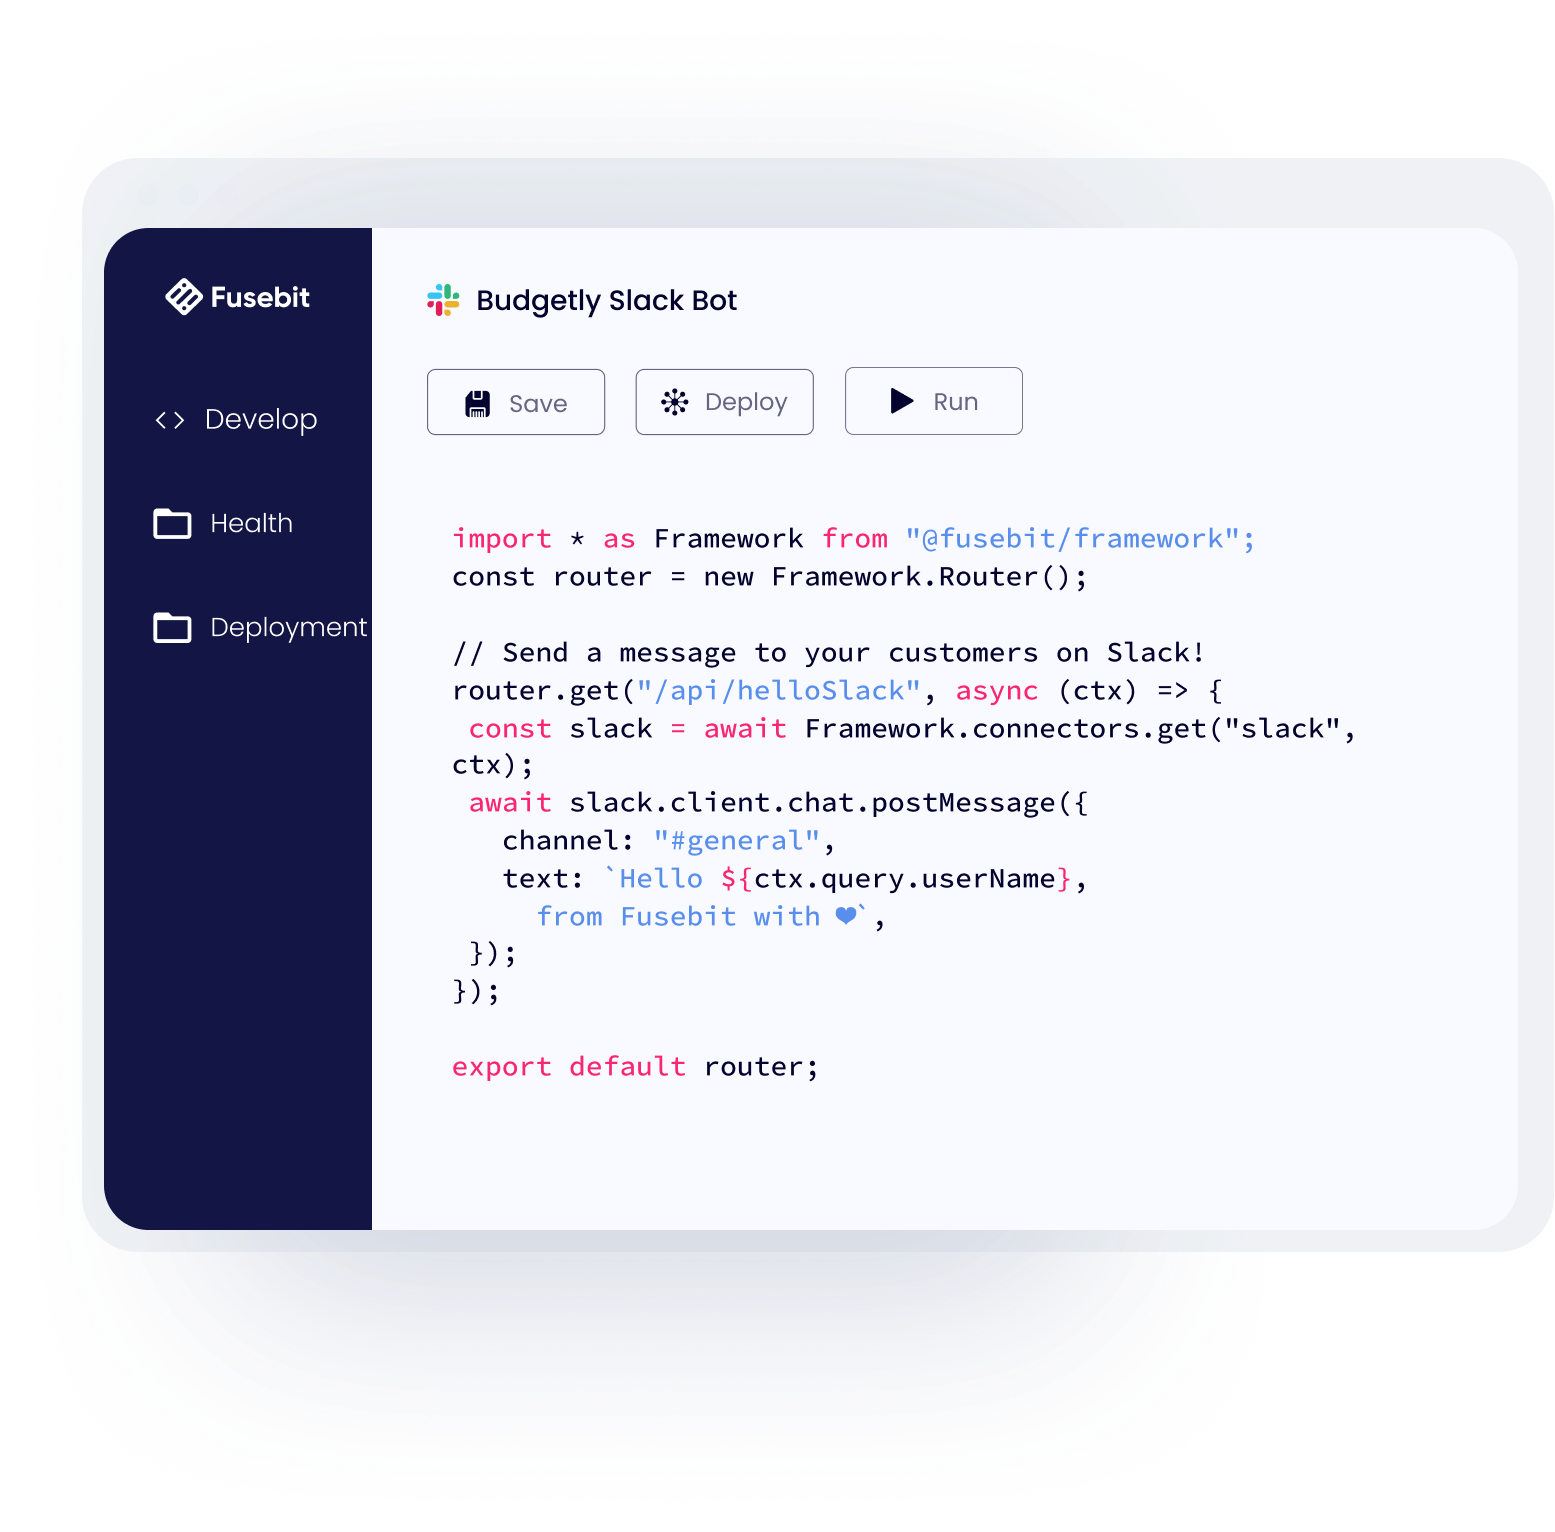 Fusebit
Develop
Health
Deployment
Budgetly Slack Bot
Save
Deploy
Run
import * as Framework from "@fusebit/framework";
const router = new Framework.Router();
// Send a message to your customers on Slack!
router.get("/api/helloSlack", async (ctx) => {
 const slack = await Framework.connectors.get("slack",
ctx);
 await slack.client.chat.postMessage({
   channel: "#general",
   text: `Hello ${ctx.query.userName},
     from Fusebit with ❤`,
 });
});
export default router;